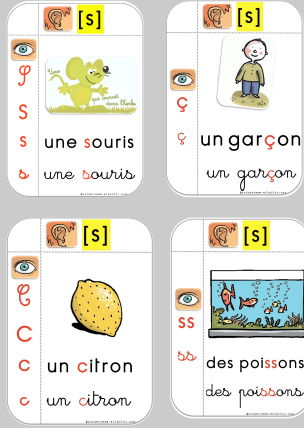 [s]
S
S
s
s
une souris
une souris
[s]
ç
ç
un garçon
un garçon
[s]
C
C
c
c
un citron
un citron
[s]
ss
ss
des poissons
des poissons